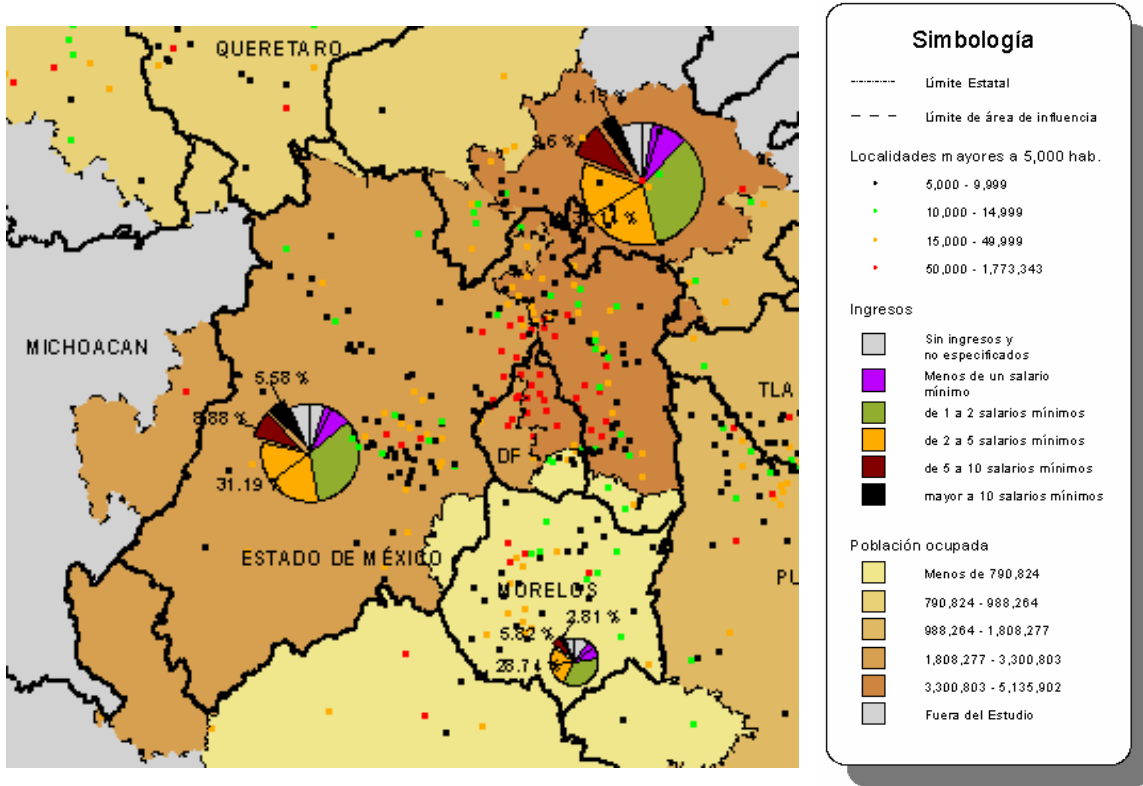 QUERETARO
4.15 %
9.6 %
MICHOACAN
TLA
5.58 %
8.88 %
DF
31.19
ESTADO DE MÉXICO
PU
MORELOS
2.81 %
5.82 %
28.74
Simbología
Límite Estatal
Límite de área de influencia
Localidades mayores a 5,000 hab.
5,000 - 9,999
10,000 - 14,999
15,000 - 49,999
50,000 - 1,773,343
Ingresos
Sin ingresos y
no especificados
Menos de un salario
mínimo
de 1 a 2 salarios mínimos
de 2 a 5 salarios mínimos
de 5 a 10 salarios mínimos
mayor a 10 salarios mínimos
Población ocupada
Menos de 790,824
790,824 - 988,264
988,264 - 1,808,277
1,808,277 - 3,300,803
3,300,803 - 5,135,902
Fuera del Estudio